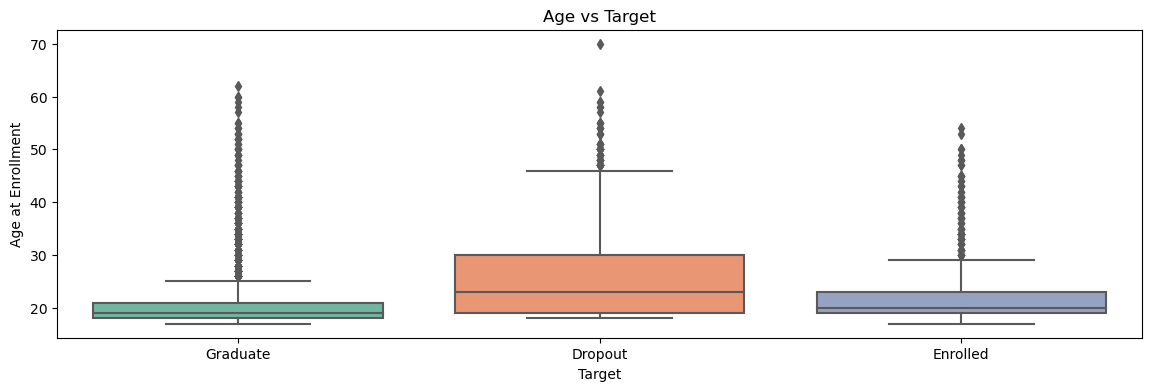 Age vs Target
70
60
50
40
30
20
Age at Enrollment
Graduate
Dropout
Enrolled
Target